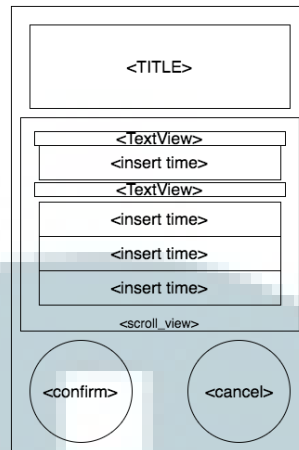 <TITLE>
<TextView>
<insert time>
<TextView>
<insert time>
<insert time>
<insert time>
<scroll_view>
<confirm>
<cancel>